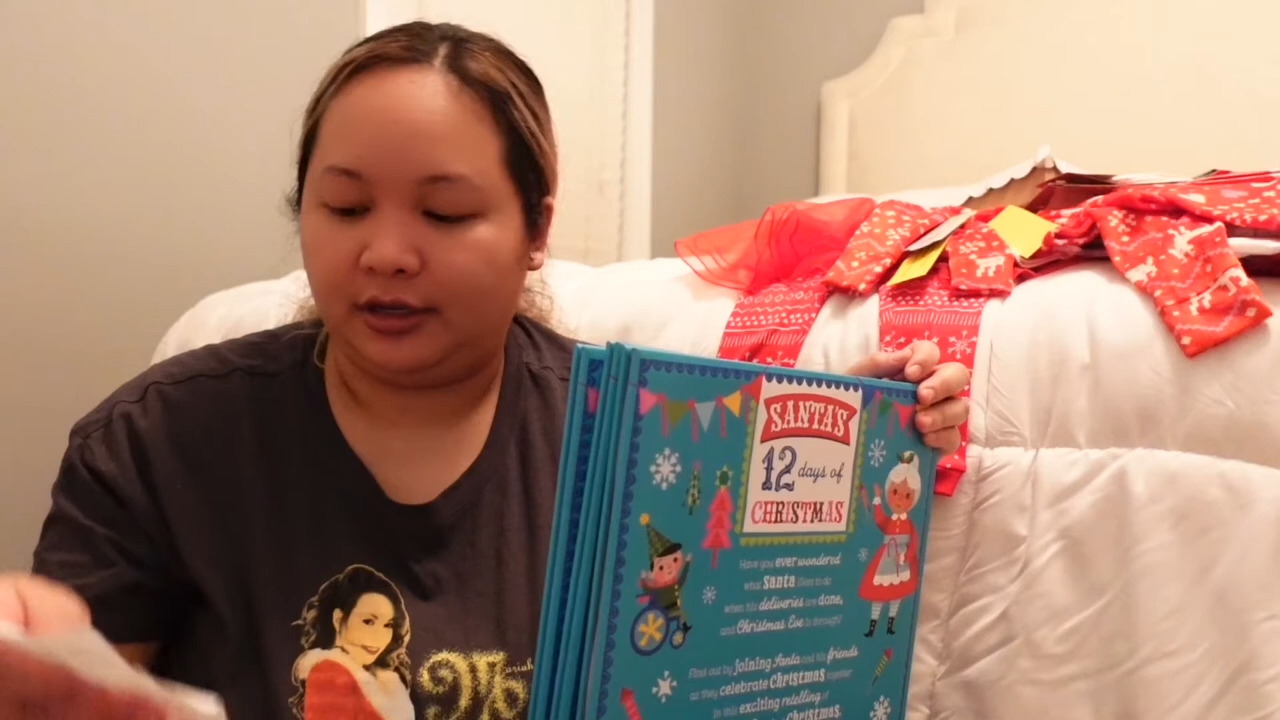 SANTA'S
12 days of
CHRISTMAS
Have you ever wondered
what Santa likes to do
when his deliveries are done,
and Christmas Eve is through?
Find out by joining Santa and his friends
as they celebrate Christmas together
in this exciting retelling of
Christmas.
Mariah